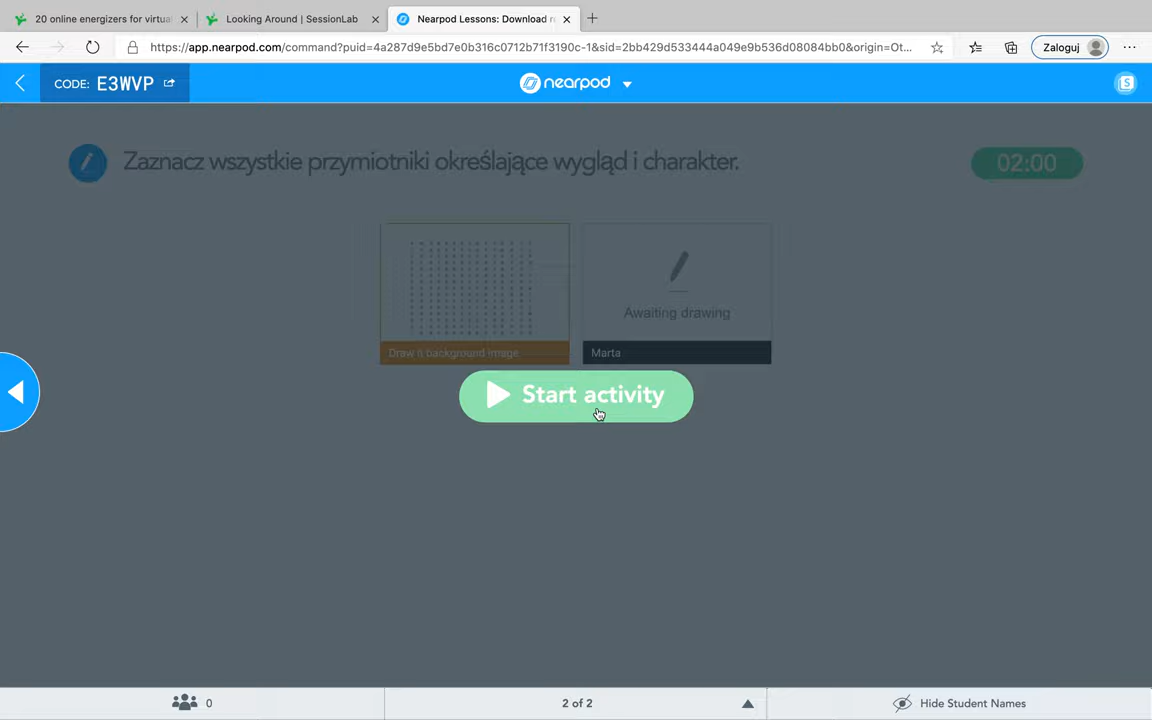 20 online energizers for virtua
Looking Around | SessionLab
Nearpod Lessons: Download r
https://app.nearpod.com/command?puid=4a287d9e5bd7e0b316c0712b71f3190c-1&sid=2bb429d533444a049e9b536d08084bb0&origin=Ot...
Zaloguj
CODE: E3WVP
nearpod
S
Zaznacz wszystkie przymiotniki określające wygląd i charakter.
02:00
Awaiting drawing
Draw it background image
Marta
Start activity
0
2 of 2
Hide Student Names